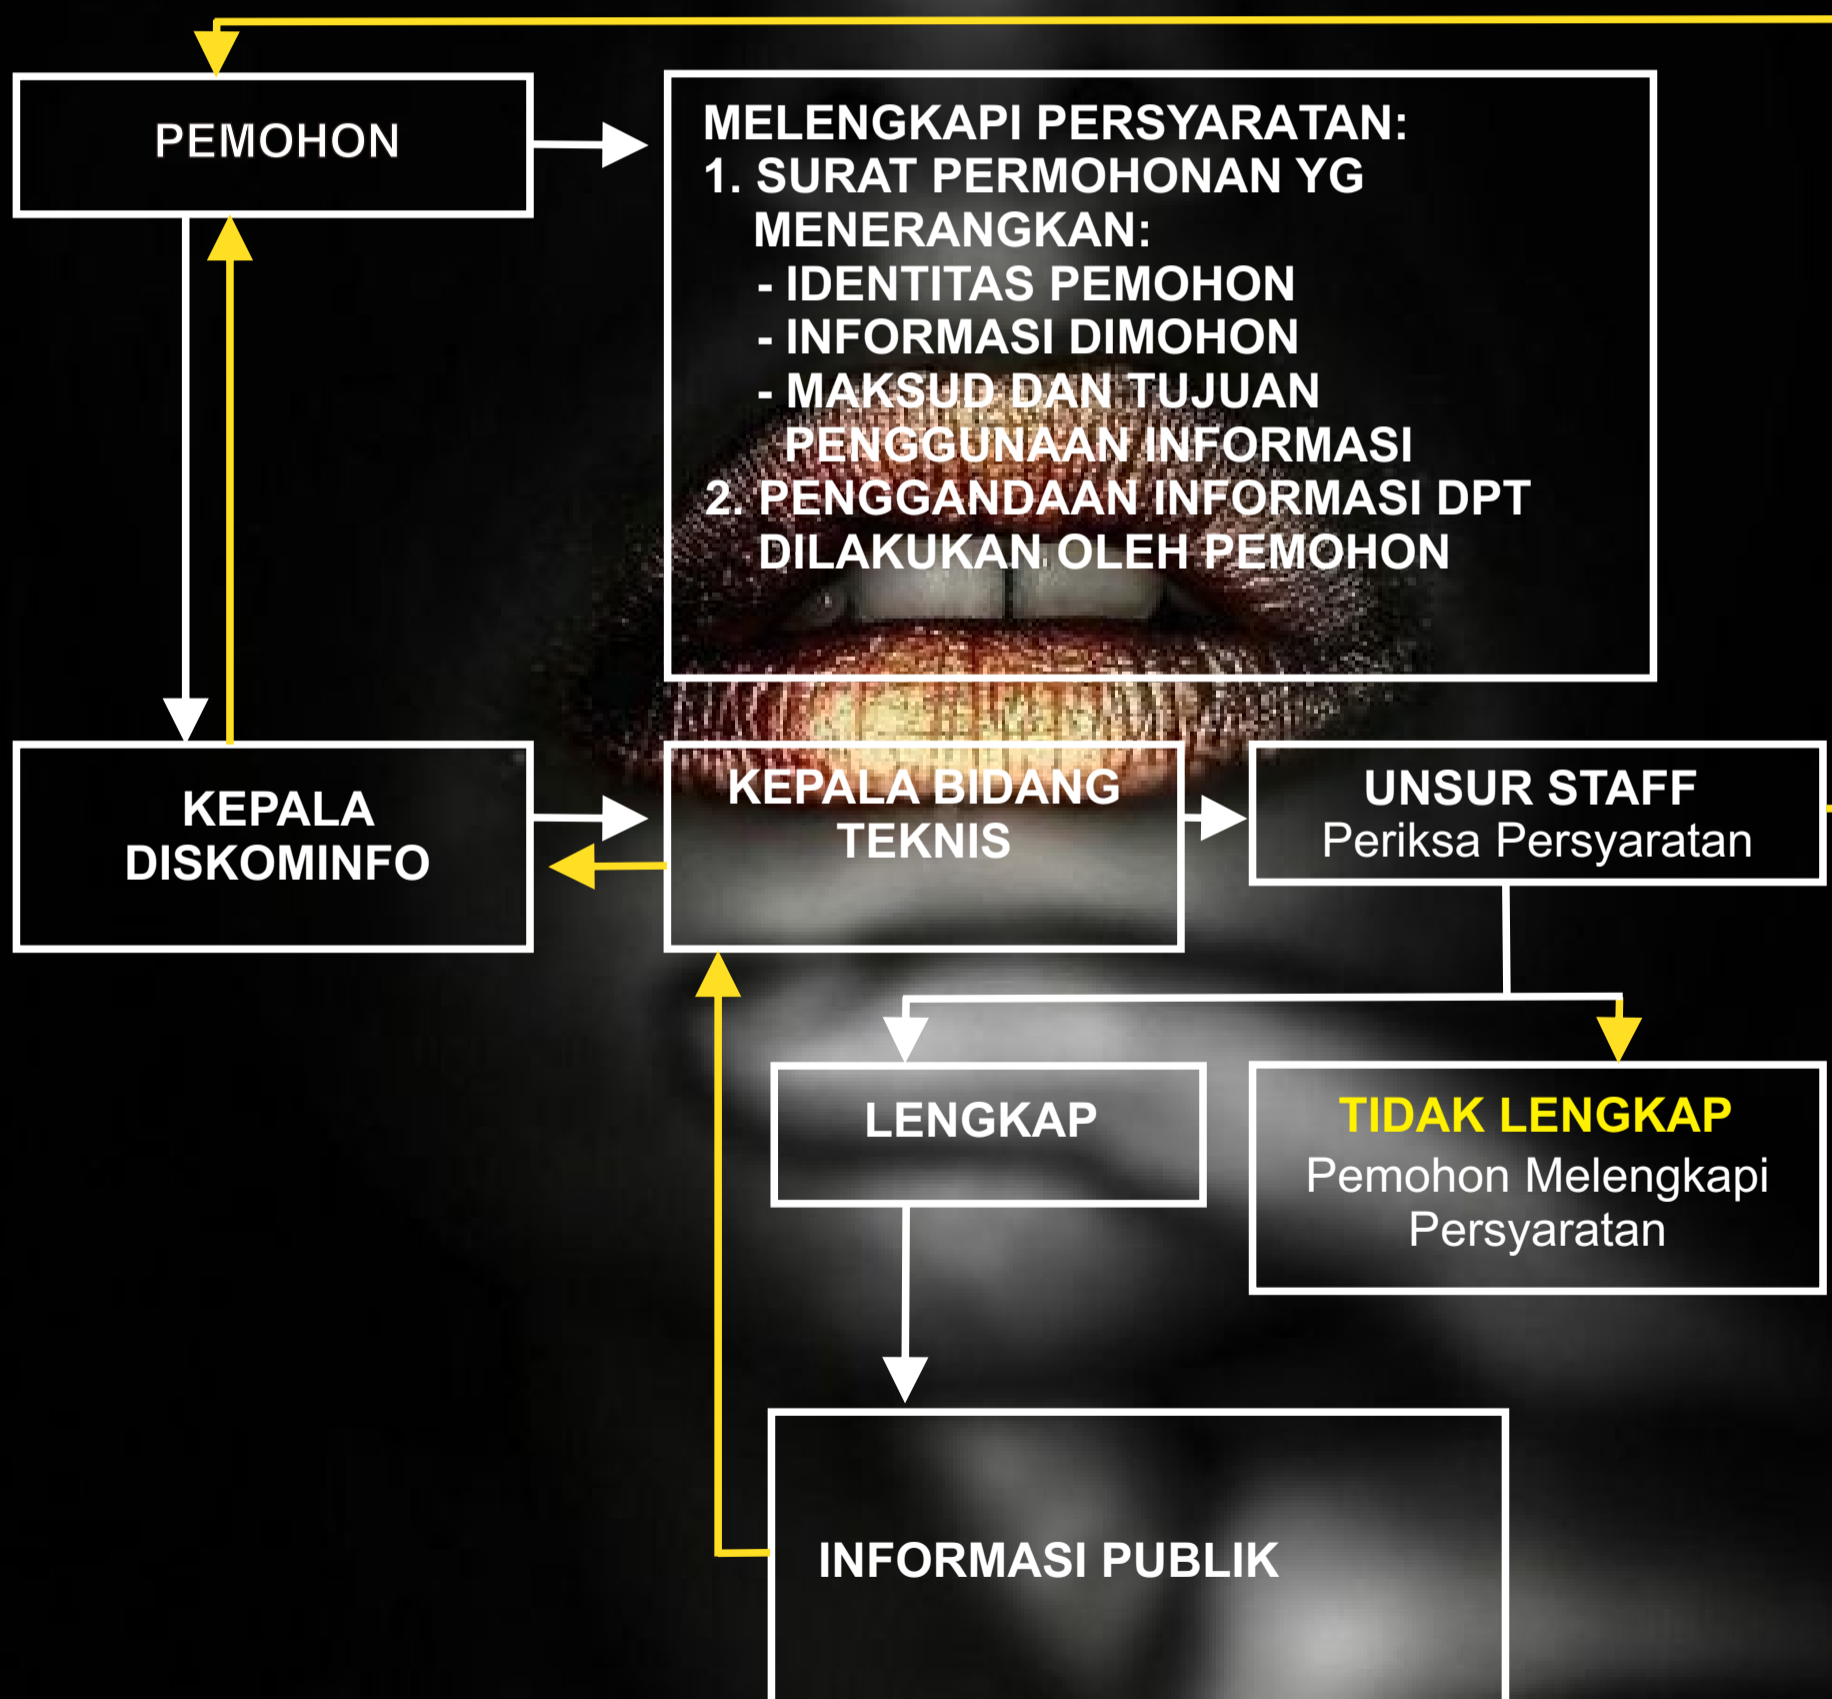 PEMOHON
MELENGKAPI PERSYARATAN:
1. SURAT PERMOHONAN YG
MENERANGKAN:
- IDENTITAS PEMOHON
- INFORMASI DIMOHON
- MAKSUD DAN TUJUAN
PENGGUNAAN INFORMASI
2. PENGGANDAAN INFORMASI DPT
DILAKUKAN OLEH PEMOHON
KEPALA
DISKOMINFO
KEPALA BIDANG
TEKNIS
UNSUR STAFF
Periksa Persyaratan
LENGKAP
TIDAK LENGKAP
Pemohon Melengkapi
Persyaratan
INFORMASI PUBLIK